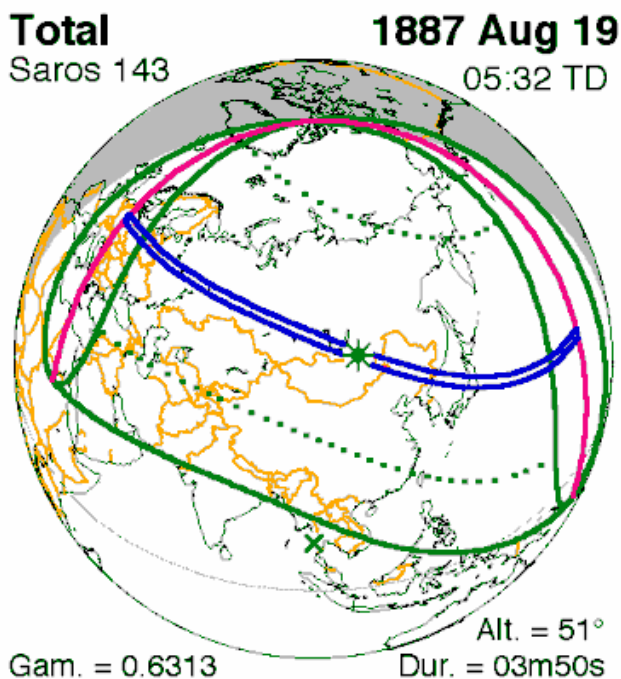 Total
1887 Aug 19
Saros 143
05:32 TD
Alt. = 51°
Gam. = 0.6313
Dur. = 03m50s